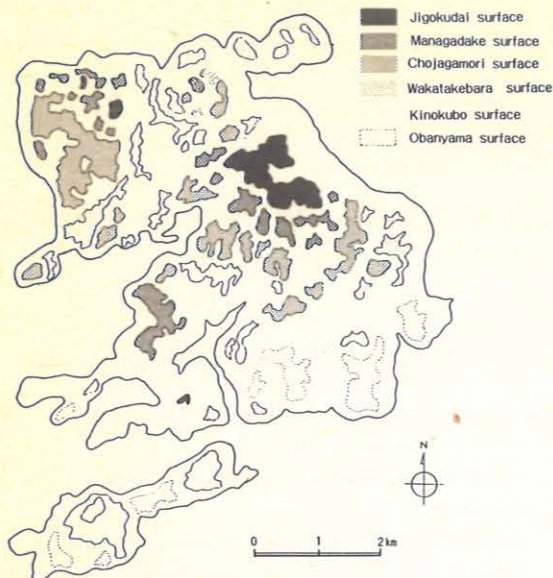 Jigokudai surface
Managadake surface
Chojagamori surface
Wakatakebara surface
Kinokubo surface
Obanyama surface
N
0 1 2km